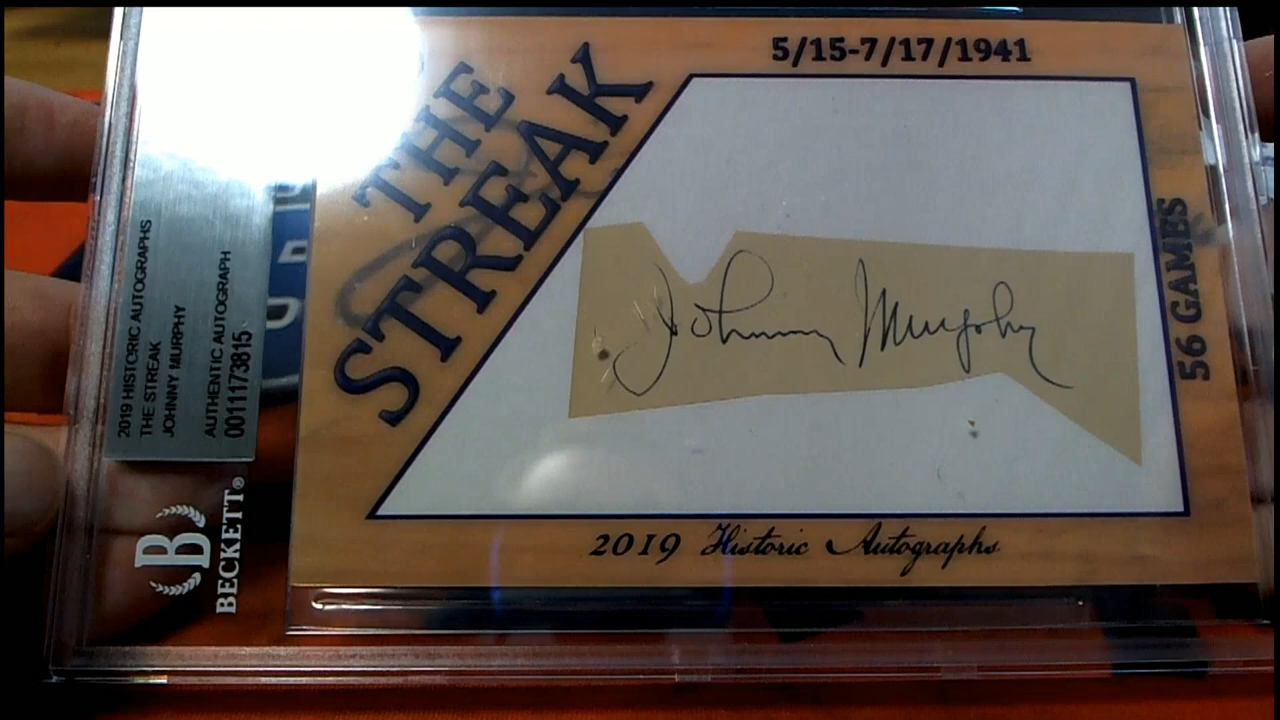 THE
STREAK
5/15-7/17/1941
56 GAMES
Johnny Murphy
2019 Historic Autographs
2019 HISTORIC AUTOGRAPHS
THE STREAK
JOHNNY MURPHY
AUTHENTIC AUTOGRAPH
0011173815
B
BECKETT®